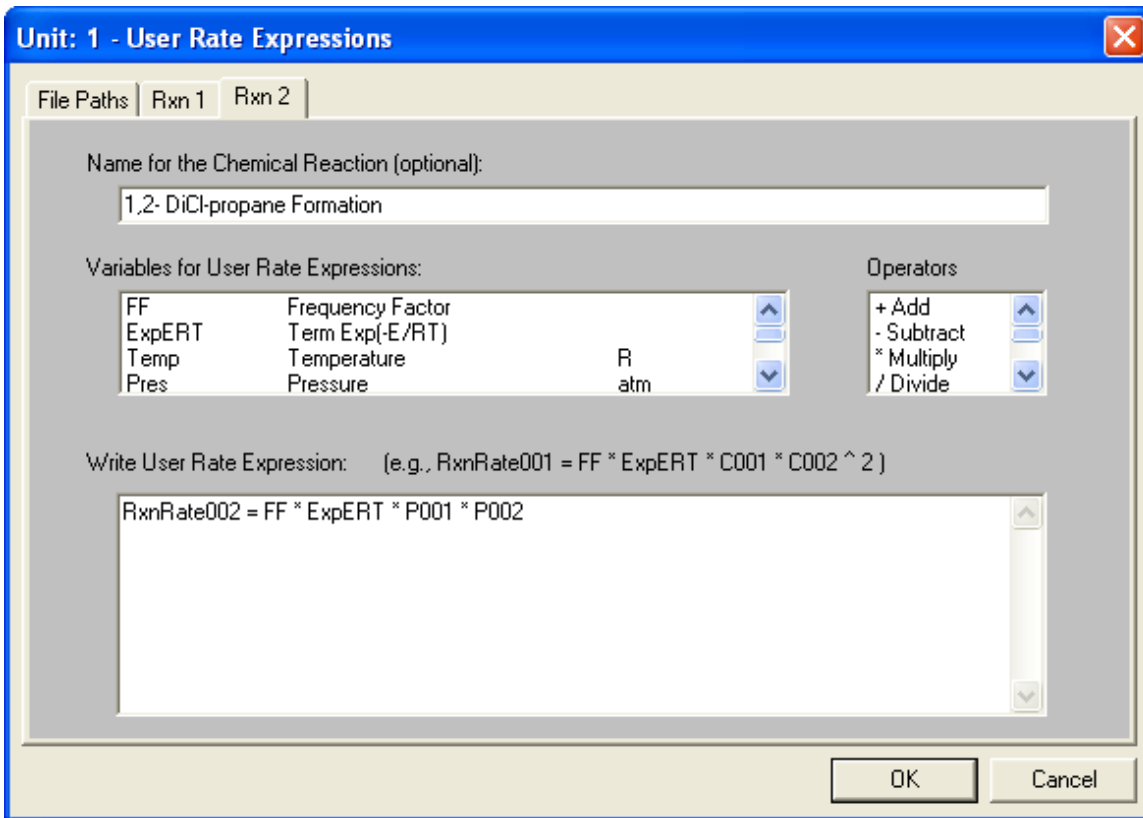 Unit: 1 - User Rate Expressions
File Paths Rxn 1 Rxn 2
Name for the Chemical Reaction (optional):
1,2- DiCl-propane Formation
Variables for User Rate Expressions: Operators
FF Frequency Factor + Add
ExpERT Term Exp(-E/RT) - Subtract
Temp Temperature R * Multiply
Pres Pressure atm / Divide
Write User Rate Expression: (e.g., RxnRate001 = FF * ExpERT * C001 * C002 ^ 2 )
RxnRate002 = FF * ExpERT * P001 * P002
OK Cancel